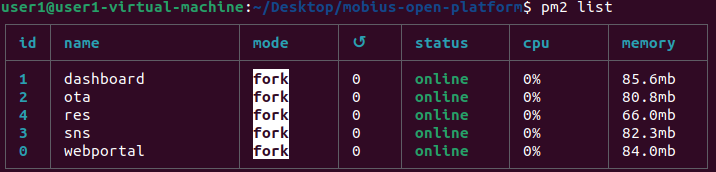 user1@user1-virtual-machine:~/Desktop/mobius-open-platform$ pm2 list
id name mode ↺ status cpu memory
1 dashboard fork 0 online 0% 85.6mb
2 ota fork 0 online 0% 80.8mb
4 res fork 0 online 0% 66.0mb
3 sns fork 0 online 0% 82.3mb
0 webportal fork 0 online 0% 84.0mb